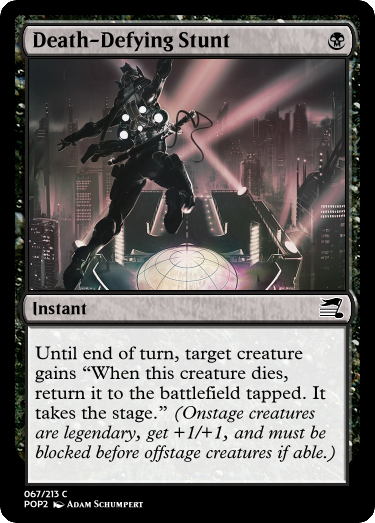 Death-Defying Stunt
Instant
Until end of turn, target creature
gains “When this creature dies,
return it to the battlefield tapped. It
takes the stage.” (Onstage creatures
are legendary, get +1/+1, and must be
blocked before offstage creatures if able.)
067/213 C
POP2 Adam Schumpert